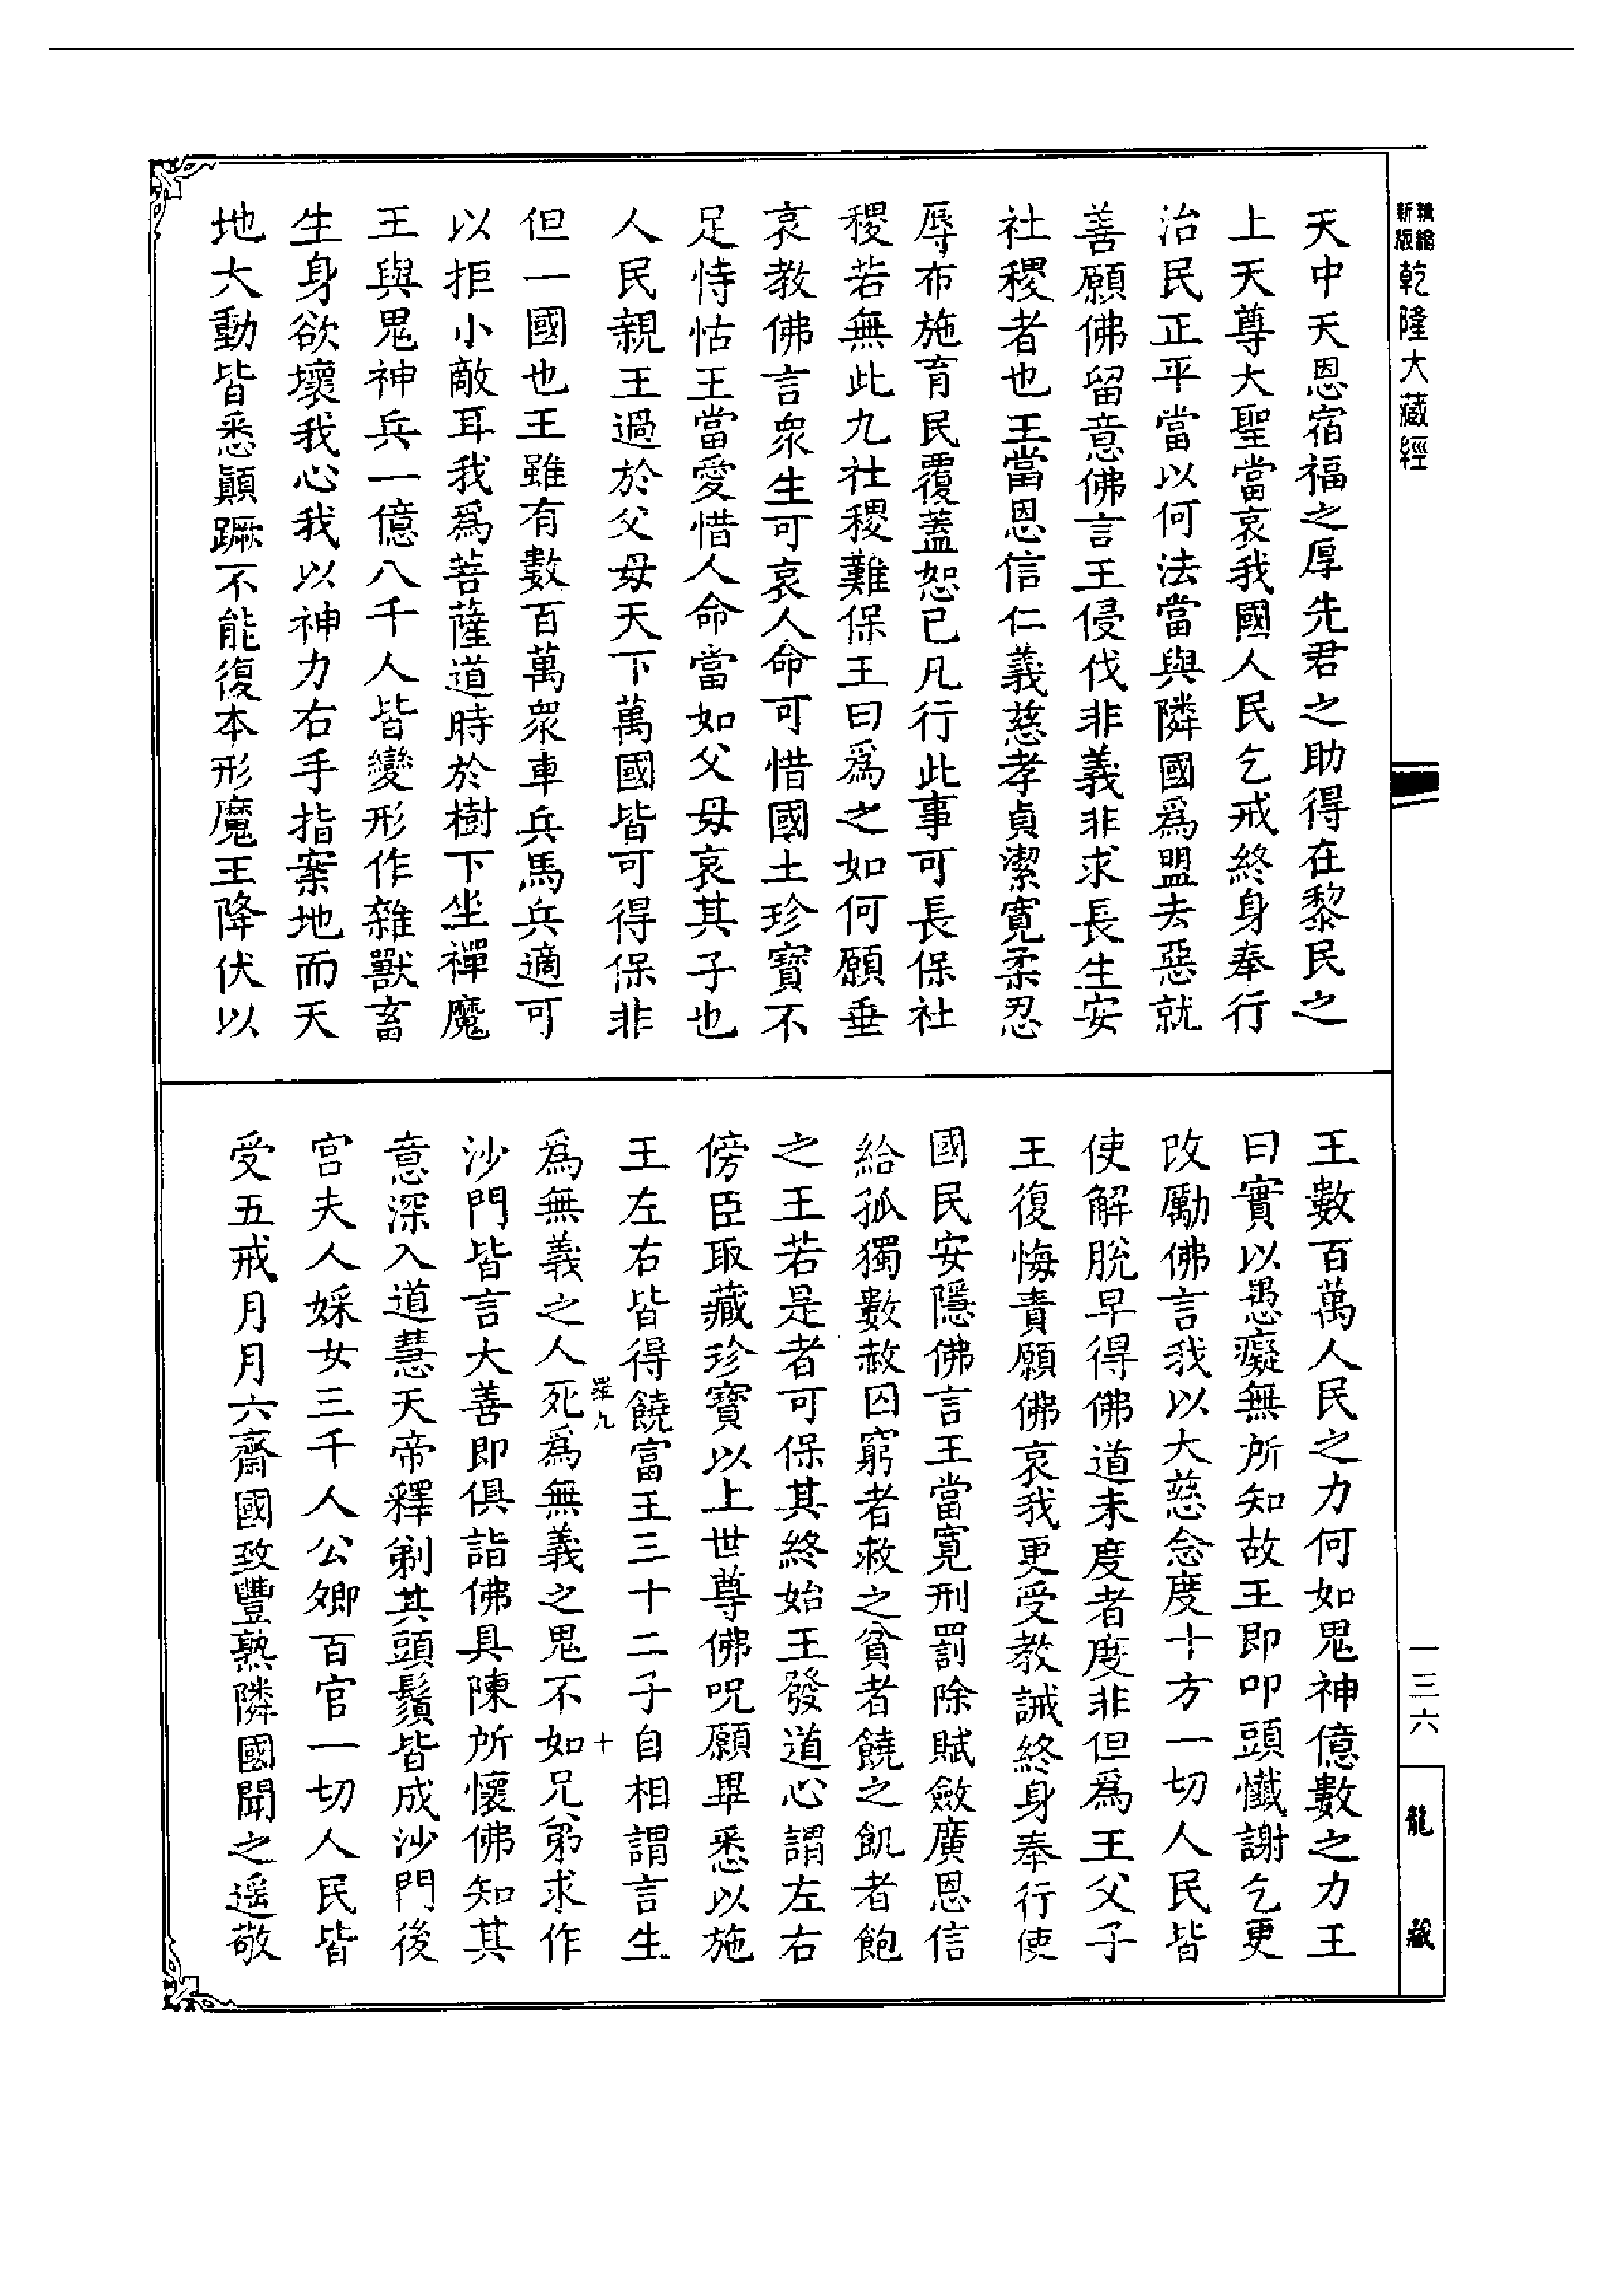 精縮
新版
乾隆大藏經
天中天恩宿福之厚先君之助得在黎民之
上天尊大聖當哀我國人民乞戒終身奉行
治民正平當以何法當與隣國爲盟去惡就
善願佛留意佛言王侵伐非義非求長生安
社稷者也王當恩信仁義慈孝貞潔寬柔忍
辱布施育民覆蓋恕已凡行此事可長保社
稷若無此九社稷難保王曰爲之如何願垂
哀教佛言衆生可哀人命可惜國土珍寶不
足恃怙王當愛惜人命當如父母哀其子也
人民親王過於父母天下萬國皆可得保非
但一國也王雖有數百萬衆車兵馬兵適可
以拒小敵耳我爲菩薩道時於樹下坐禪魔
王與鬼神兵一億八千人皆變形作雜獸畜
生身欲壞我心我以神力右手指案地而天
地大動皆悉顛蹶不能復本形魔王降伏以
王數百萬人民之力何如鬼神億數之力王
曰實以愚癡無所知故王即叩頭懺謝乞更
改勵佛言我以大慈念度十方一切人民皆
使解脫早得佛道未度者度非但爲王父子
王復悔責願佛哀我更受教誡終身奉行使
國民安隱佛言王當寬刑罰除賦斂廣恩信
給孤獨數赦囚窮者救之貧者饒之飢者飽
之王若是者可保其終始王發道心謂左右
傍臣取藏珍寶以上世尊佛呪願畢悉以施
王左右皆得饒富王三十二子自相謂言生
羣九
十
爲無義之人死爲無義之鬼不如兄弟求作
沙門皆言大善即俱詣佛具陳所懷佛知其
意深入道慧天帝釋剃其頭鬚皆成沙門後
宮夫人婇女三千人公卿百官一切人民皆
受五戒月月六齋國致豐熟隣國聞之遥敬
一三六
龍藏